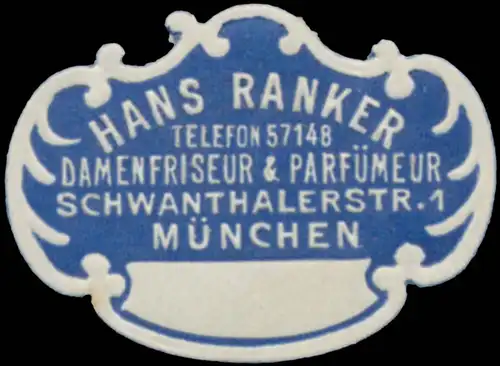 HANS RANKER
TELEFON 57148
DAMENFRISEUR & PARFÜMEUR
SCHWANTHALERSTR. 1
MÜNCHEN